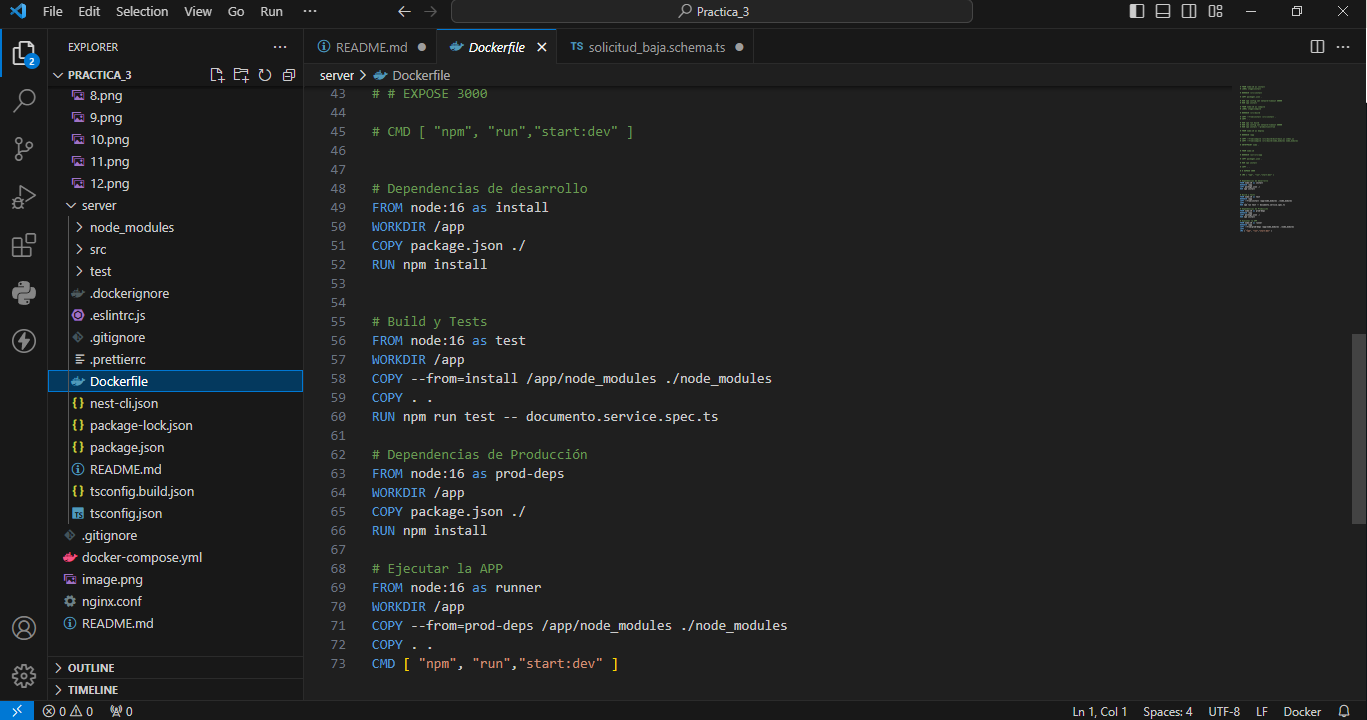 File Edit Selection View Go Run ··· Practica_3
EXPLORER ···
README.md Dockerfile TS solicitud_baja.schema.ts
PRACTICA_3
server > Dockerfile
8.png
9.png
10.png
11.png
12.png
server
node_modules
src
test
.dockerignore
.eslintrc.js
.gitignore
.prettierrc
Dockerfile
{} nest-cli.json
{} package-lock.json
{} package.json
README.md
{} tsconfig.build.json
TS tsconfig.json
.gitignore
docker-compose.yml
image.png
nginx.conf
README.md
OUTLINE
TIMELINE
2
43 # # EXPOSE 3000
44
45 # CMD [ "npm", "run","start:dev" ]
46
47
48 # Dependencias de desarrollo
49 FROM node:16 as install
50 WORKDIR /app
51 COPY package.json ./
52 RUN npm install
53
54
55 # Build y Tests
56 FROM node:16 as test
57 WORKDIR /app
58 COPY --from=install /app/node_modules ./node_modules
59 COPY . .
60 RUN npm run test -- documento.service.spec.ts
61
62 # Dependencias de Producción
63 FROM node:16 as prod-deps
64 WORKDIR /app
65 COPY package.json ./
66 RUN npm install
67
68 # Ejecutar la APP
69 FROM node:16 as runner
70 WORKDIR /app
71 COPY --from=prod-deps /app/node_modules ./node_modules
72 COPY . .
73 CMD [ "npm", "run","start:dev" ]
0 0 0 Ln 1, Col 1 Spaces: 4 UTF-8 LF Docker